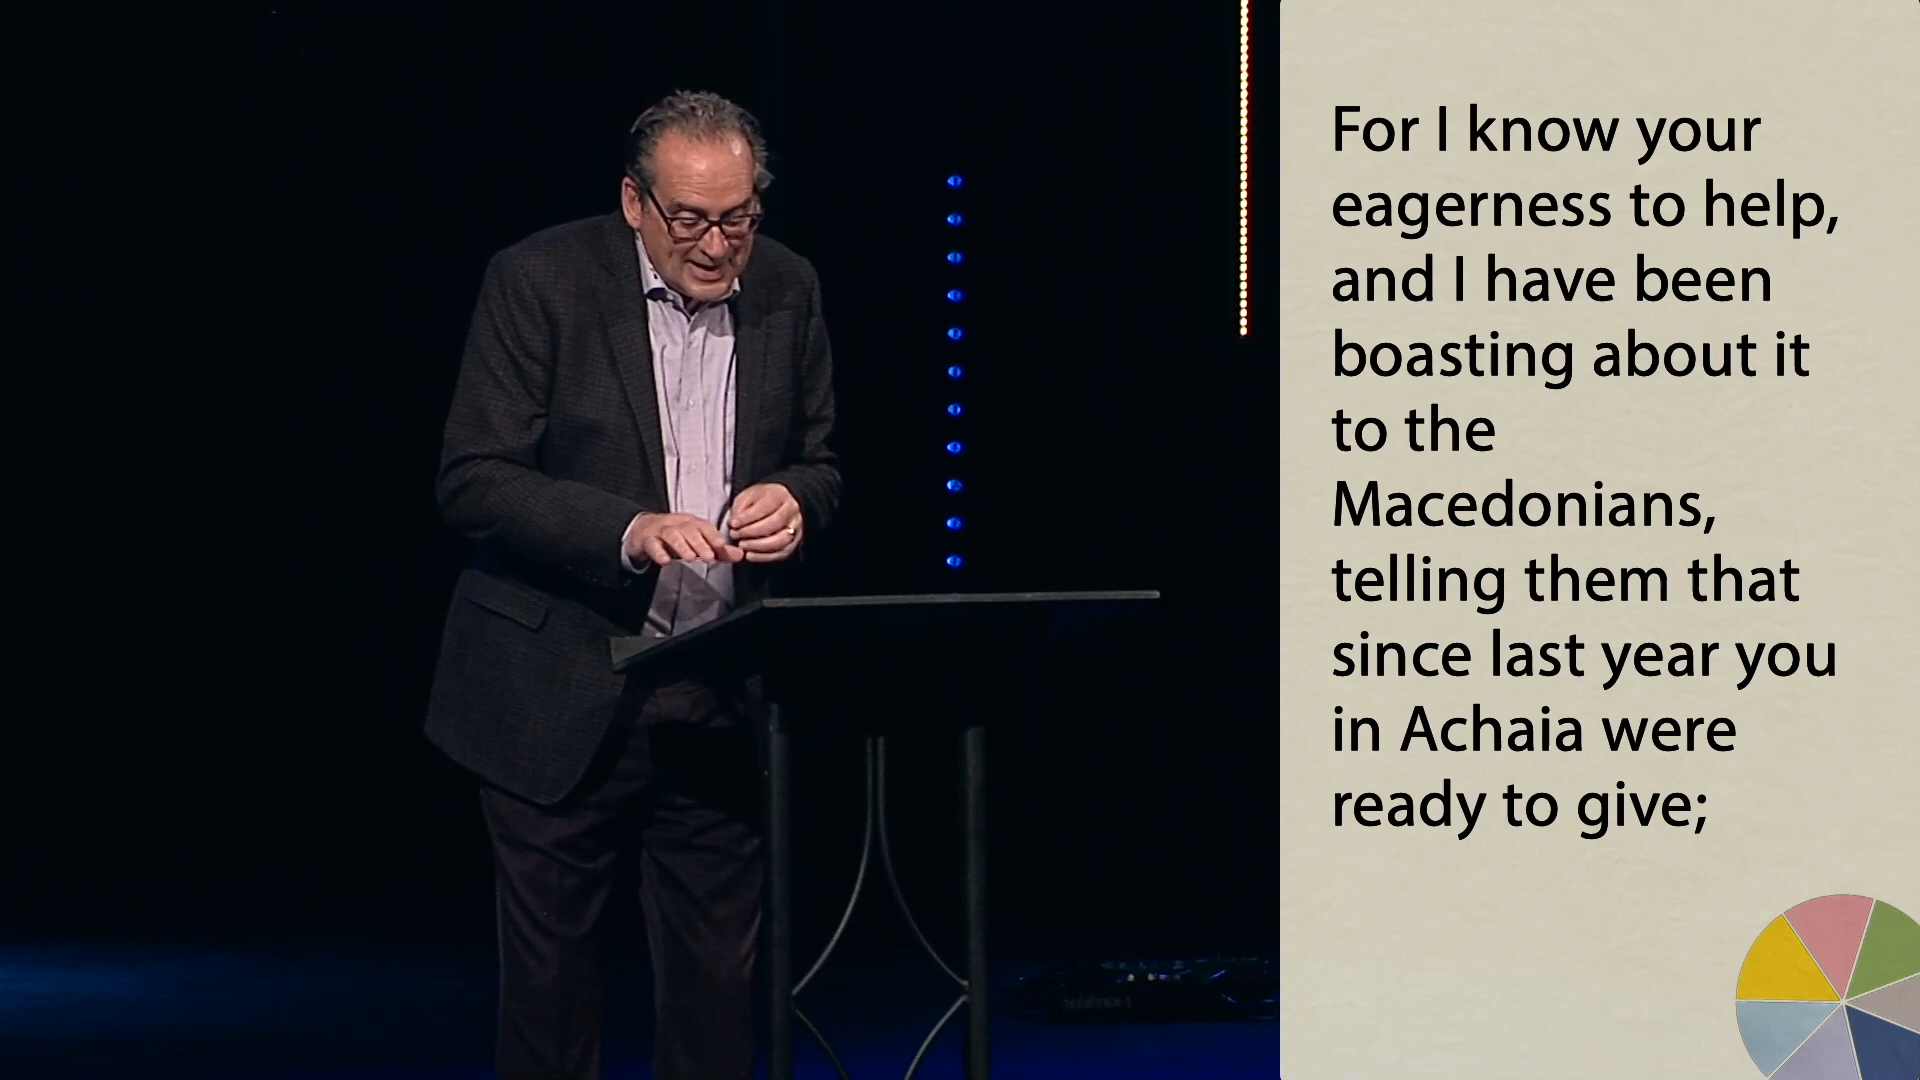 For I know your
eagerness to help,
and I have been
boasting about it
to the
Macedonians,
telling them that
since last year you
in Achaia were
ready to give;